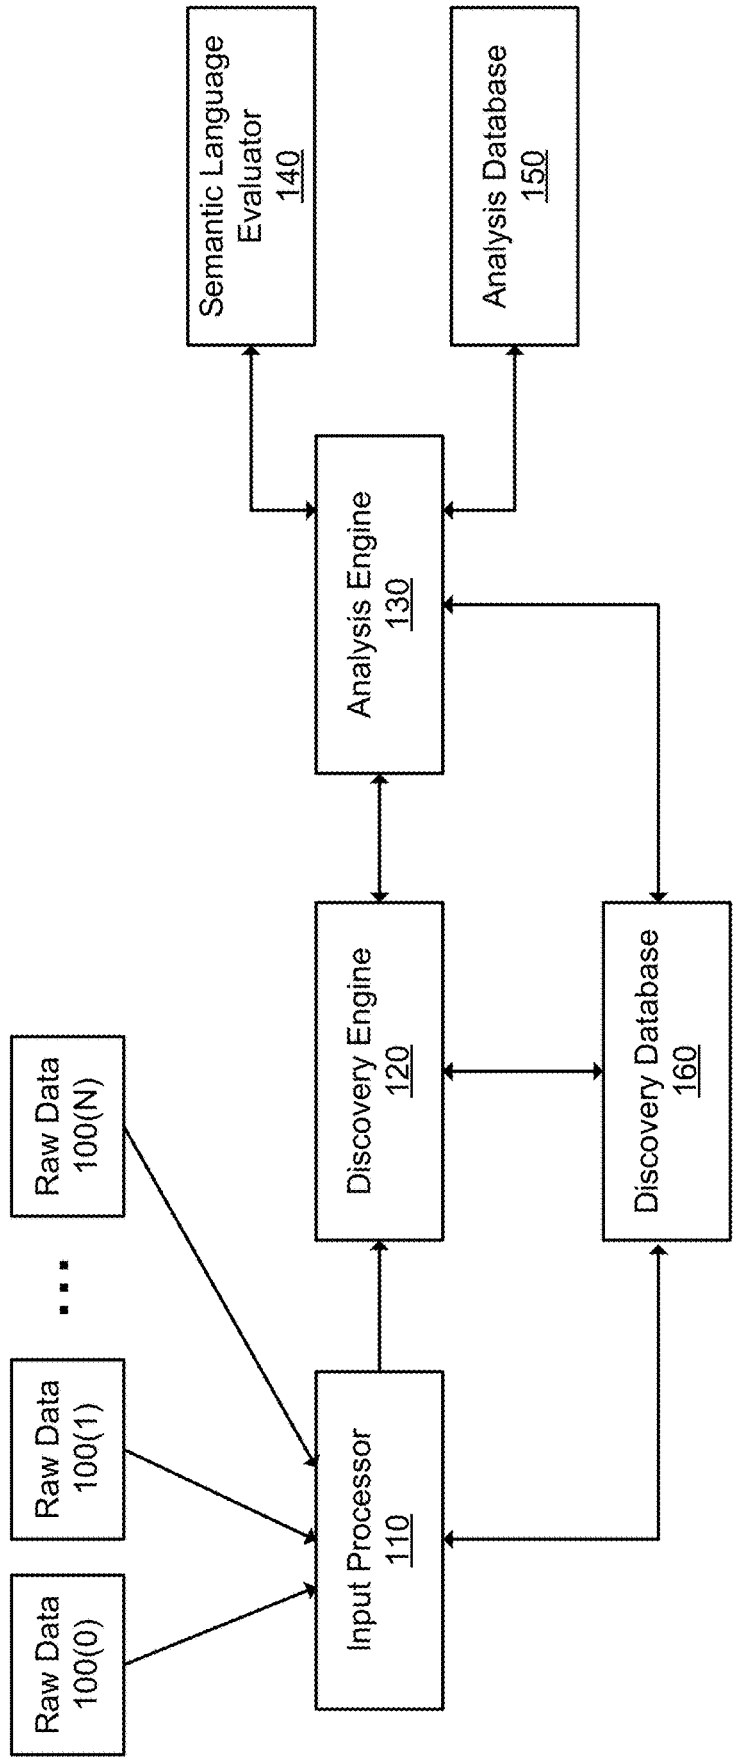 Raw Data
100(0)
Raw Data
100(1)
...
Raw Data
100(N)
Input Processor
110
Discovery Engine
120
Analysis Engine
130
Semantic Language
Evaluator
140
Analysis Database
150
Discovery Database
160